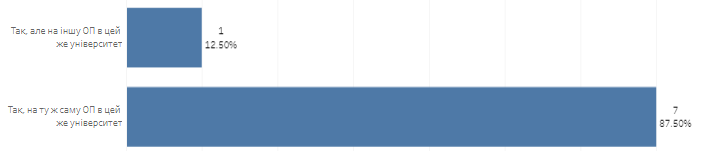 Так, але на іншу ОП в цей
же університет
1
12.50%
Так, на ту ж саму ОП в цей
же університет
7
87.50%